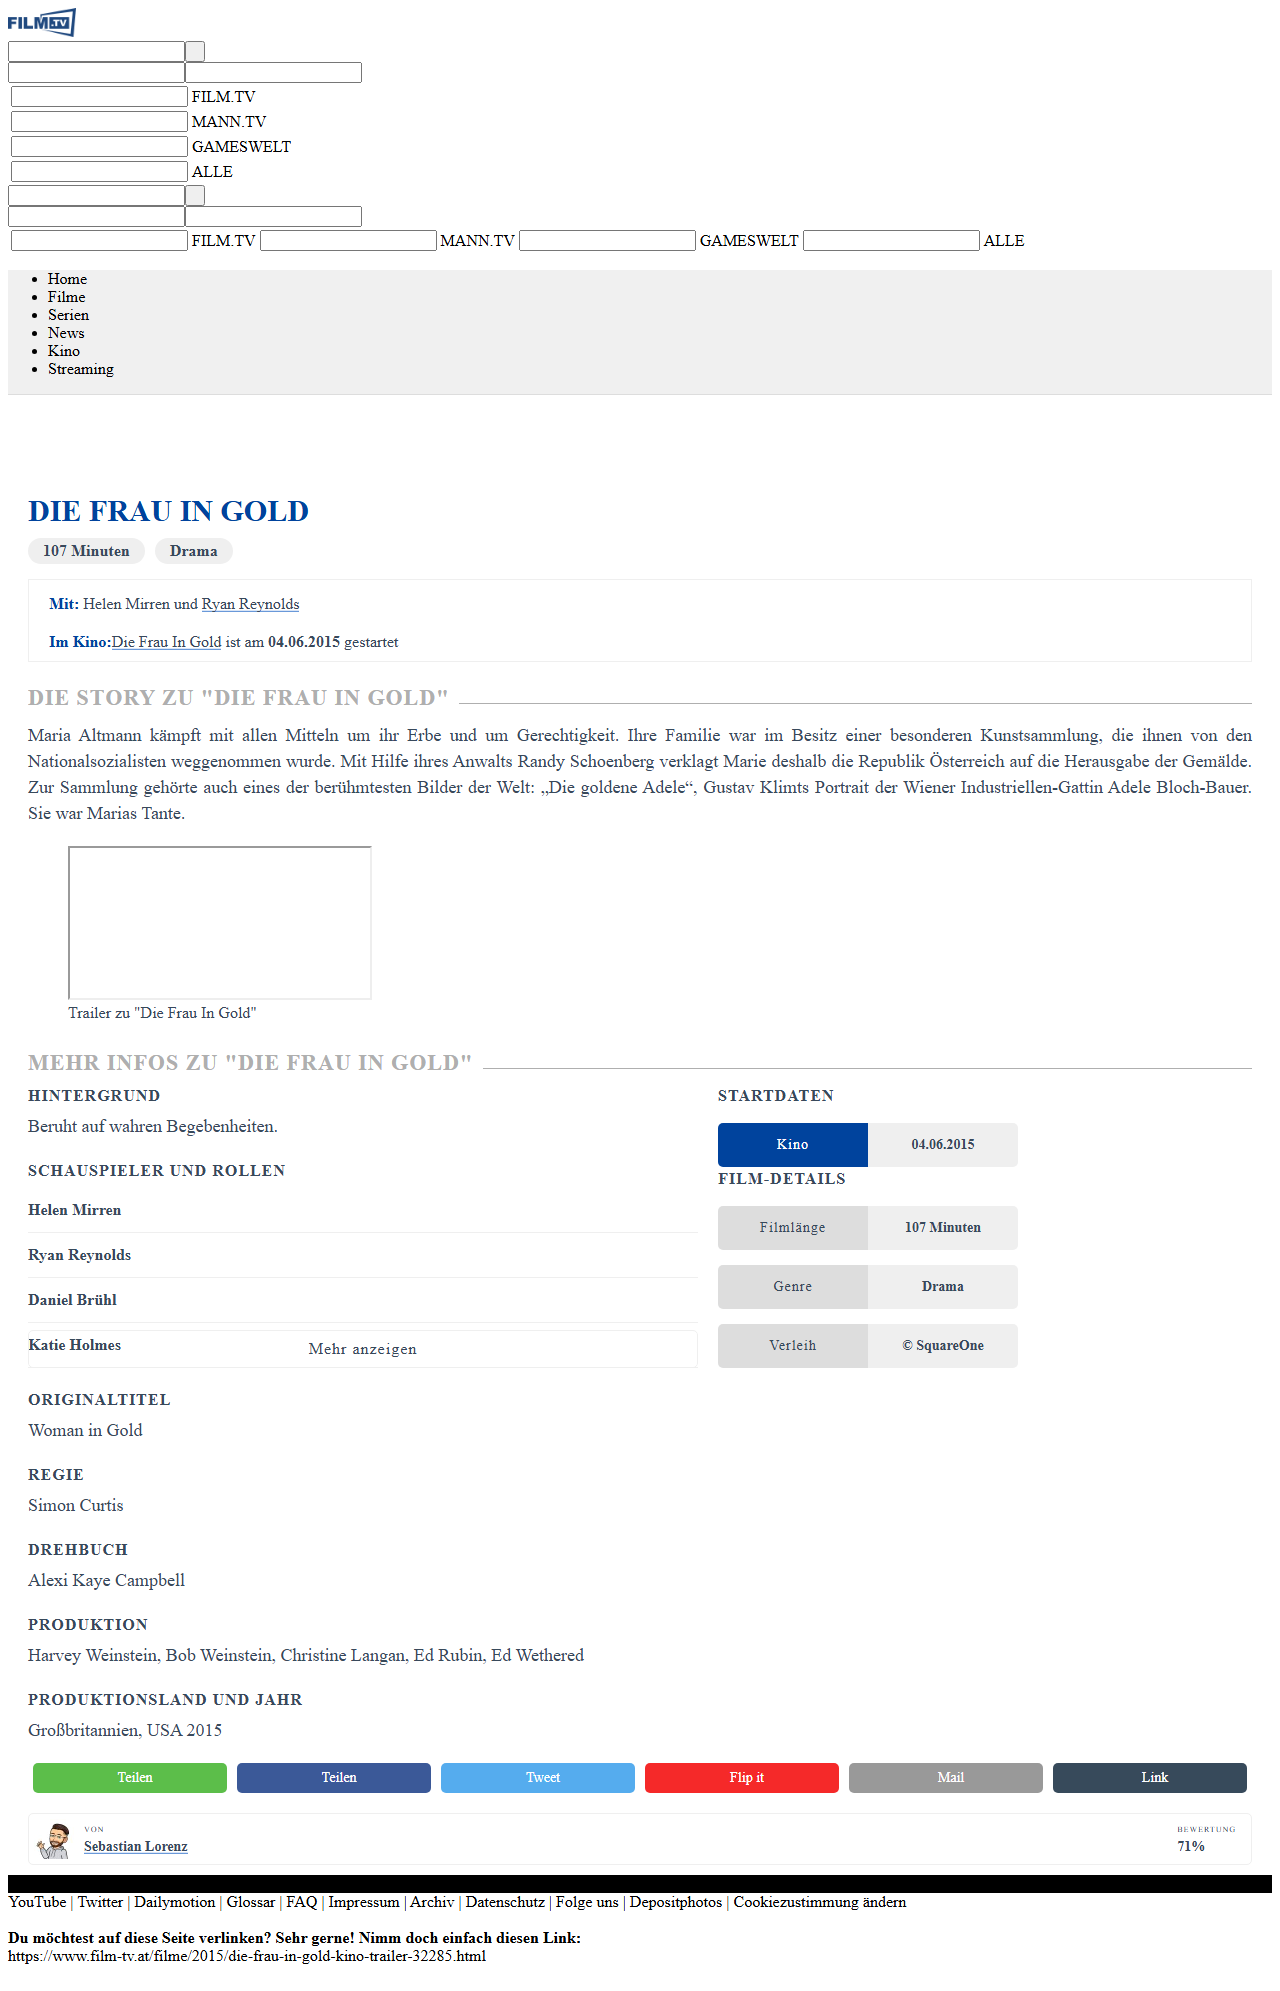 FILM.TV
FILM.TV
MANN.TV
GAMESWELT
ALLE
FILM.TV MANN.TV GAMESWELT ALLE
Home
Filme
Serien
News
Kino
Streaming
DIE FRAU IN GOLD
107 Minuten Drama
Mit: Helen Mirren und Ryan Reynolds
Im Kino:Die Frau In Gold ist am 04.06.2015 gestartet
DIE STORY ZU "DIE FRAU IN GOLD"
Maria Altmann kämpft mit allen Mitteln um ihr Erbe und um Gerechtigkeit. Ihre Familie war im Besitz einer besonderen Kunstsammlung, die ihnen von den
Nationalsozialisten weggenommen wurde. Mit Hilfe ihres Anwalts Randy Schoenberg verklagt Marie deshalb die Republik Österreich auf die Herausgabe der Gemälde.
Zur Sammlung gehörte auch eines der berühmtesten Bilder der Welt: „Die goldene Adele“, Gustav Klimts Portrait der Wiener Industriellen-Gattin Adele Bloch-Bauer.
Sie war Marias Tante.
Trailer zu "Die Frau In Gold"
MEHR INFOS ZU "DIE FRAU IN GOLD"
HINTERGRUND
Beruht auf wahren Begebenheiten.
SCHAUSPIELER UND ROLLEN
Helen Mirren
Ryan Reynolds
Daniel Brühl
Katie Holmes
Mehr anzeigen
STARTDATEN
Kino 04.06.2015
FILM-DETAILS
Filmlänge 107 Minuten
Genre Drama
Verleih © SquareOne
ORIGINALTITEL
Woman in Gold
REGIE
Simon Curtis
DREHBUCH
Alexi Kaye Campbell
PRODUKTION
Harvey Weinstein, Bob Weinstein, Christine Langan, Ed Rubin, Ed Wethered
PRODUKTIONSLAND UND JAHR
Großbritannien, USA 2015
Teilen Teilen Tweet Flip it Mail Link
VON
Sebastian Lorenz
BEWERTUNG
71%
YouTube | Twitter | Dailymotion | Glossar | FAQ | Impressum | Archiv | Datenschutz | Folge uns | Depositphotos | Cookiezustimmung ändern
Du möchtest auf diese Seite verlinken? Sehr gerne! Nimm doch einfach diesen Link:
https://www.film-tv.at/filme/2015/die-frau-in-gold-kino-trailer-32285.html